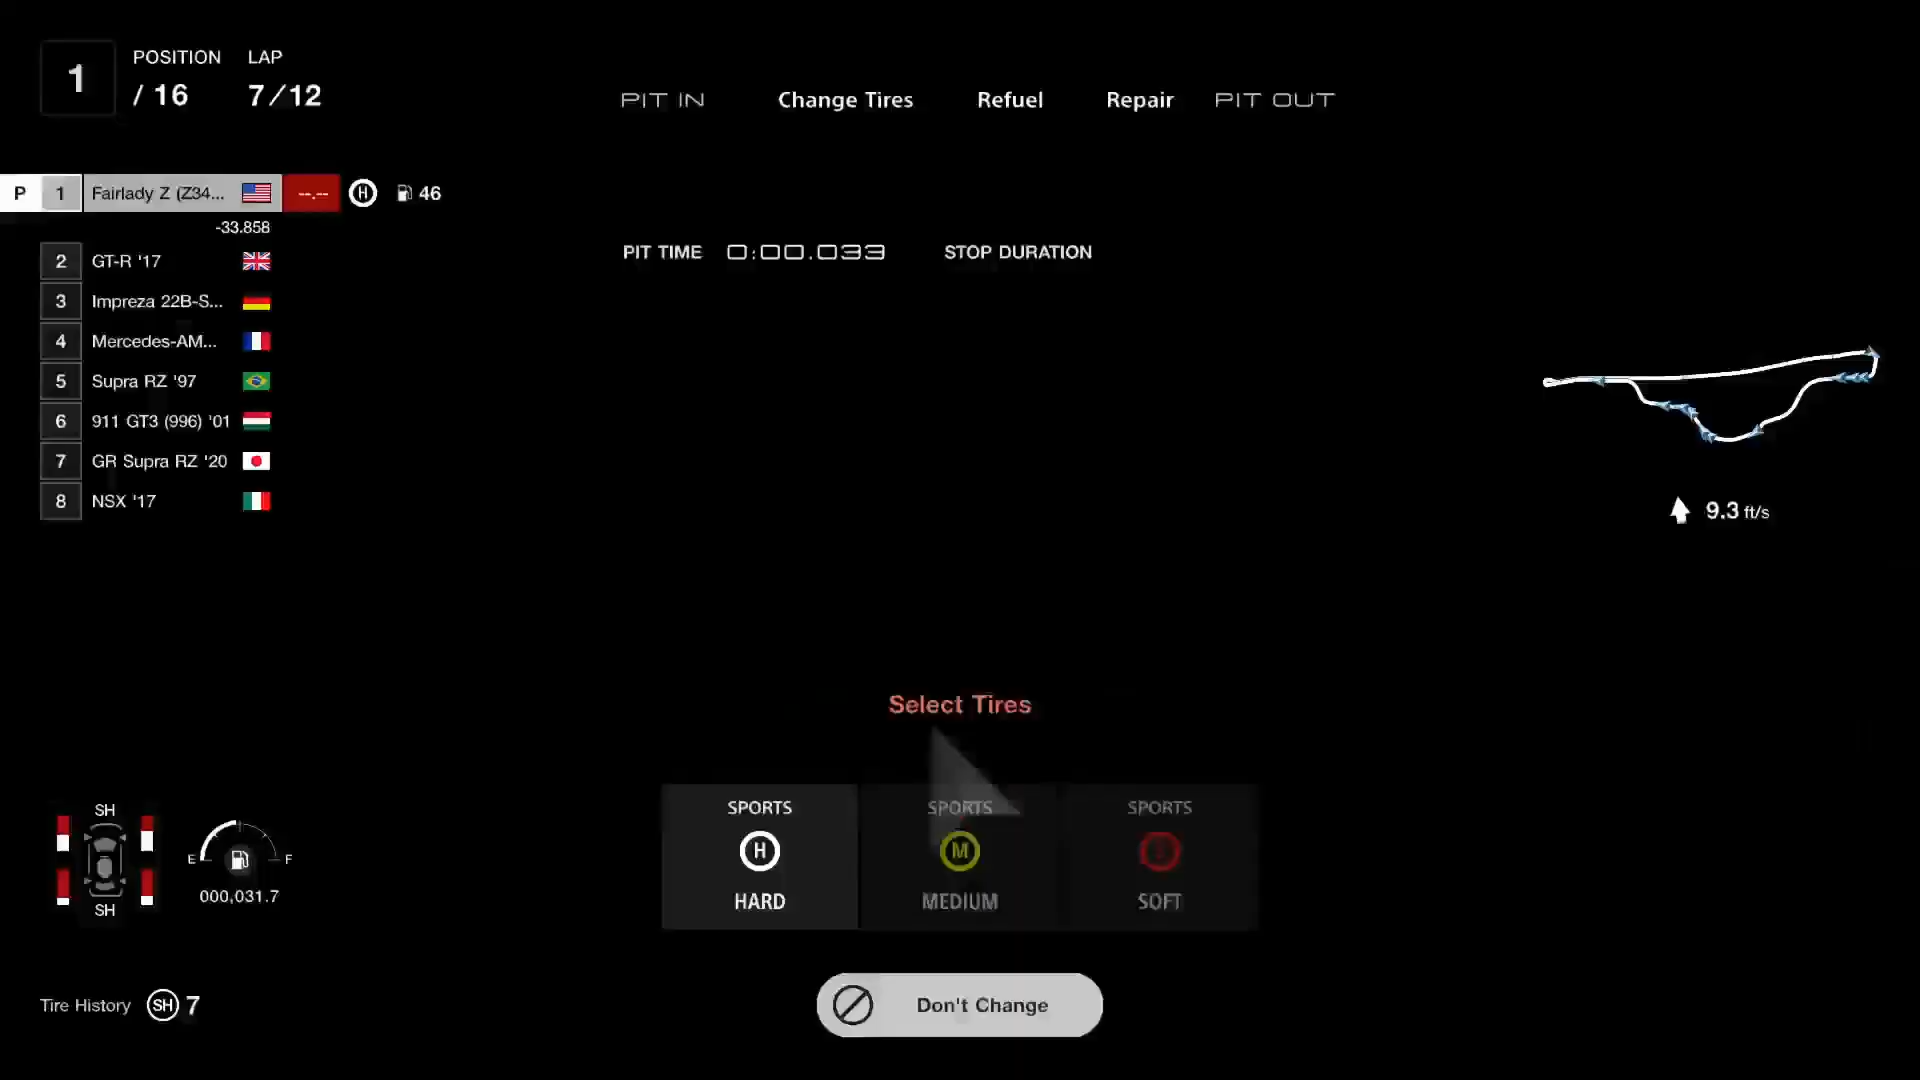 1
POSITION
/ 16
LAP
7/12
PIT IN
Change Tires
Refuel
Repair
PIT OUT
P 1 Fairlady Z (Z34... --.-- H 46
-33.858
2 GT-R '17
3 Impreza 22B-S...
4 Mercedes-AM...
5 Supra RZ '97
6 911 GT3 (996) '01
7 GR Supra RZ '20
8 NSX '17
PIT TIME 0:00.033 STOP DURATION
9.3 ft/s
Select Tires
SPORTS
H
HARD
SPORTS
M
MEDIUM
SPORTS
SOFT
SH
SH
E F
000,031.7
Tire History SH 7
Don't Change